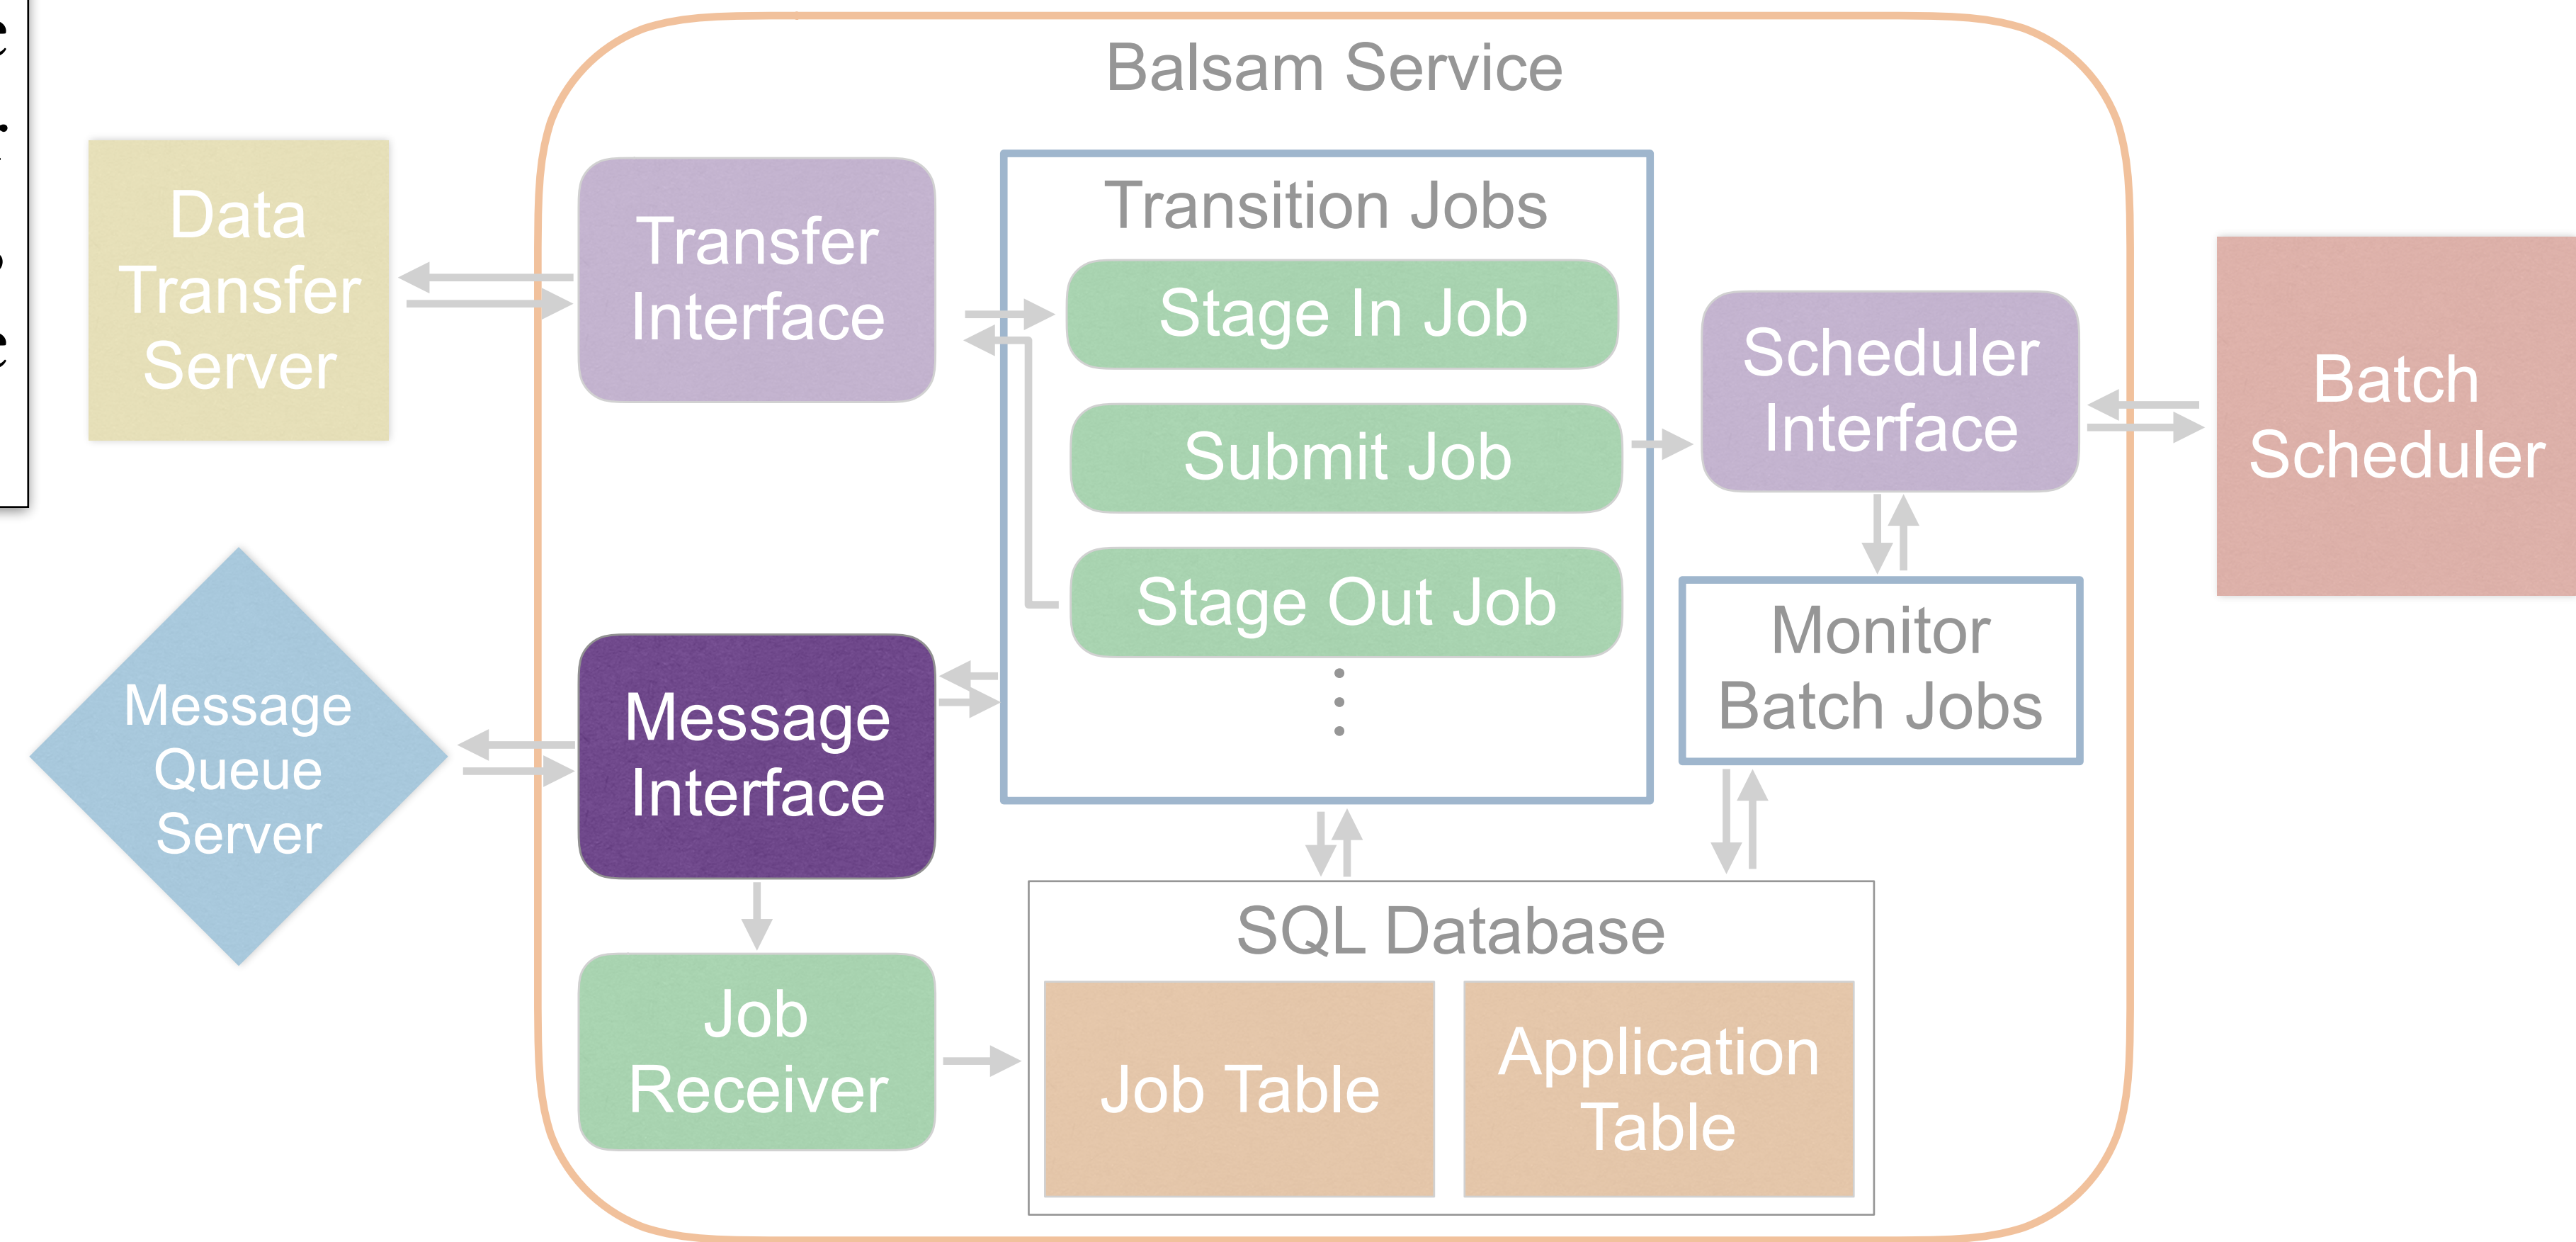 Balsam Service
Data
Transfer
Server
Transfer
Interface
Transition Jobs
Stage In Job
Submit Job
Stage Out Job
Scheduler
Interface
Batch
Scheduler
Monitor
Batch Jobs
Message
Queue
Server
Message
Interface
Job
Receiver
SQL Database
Job Table
Application
Table